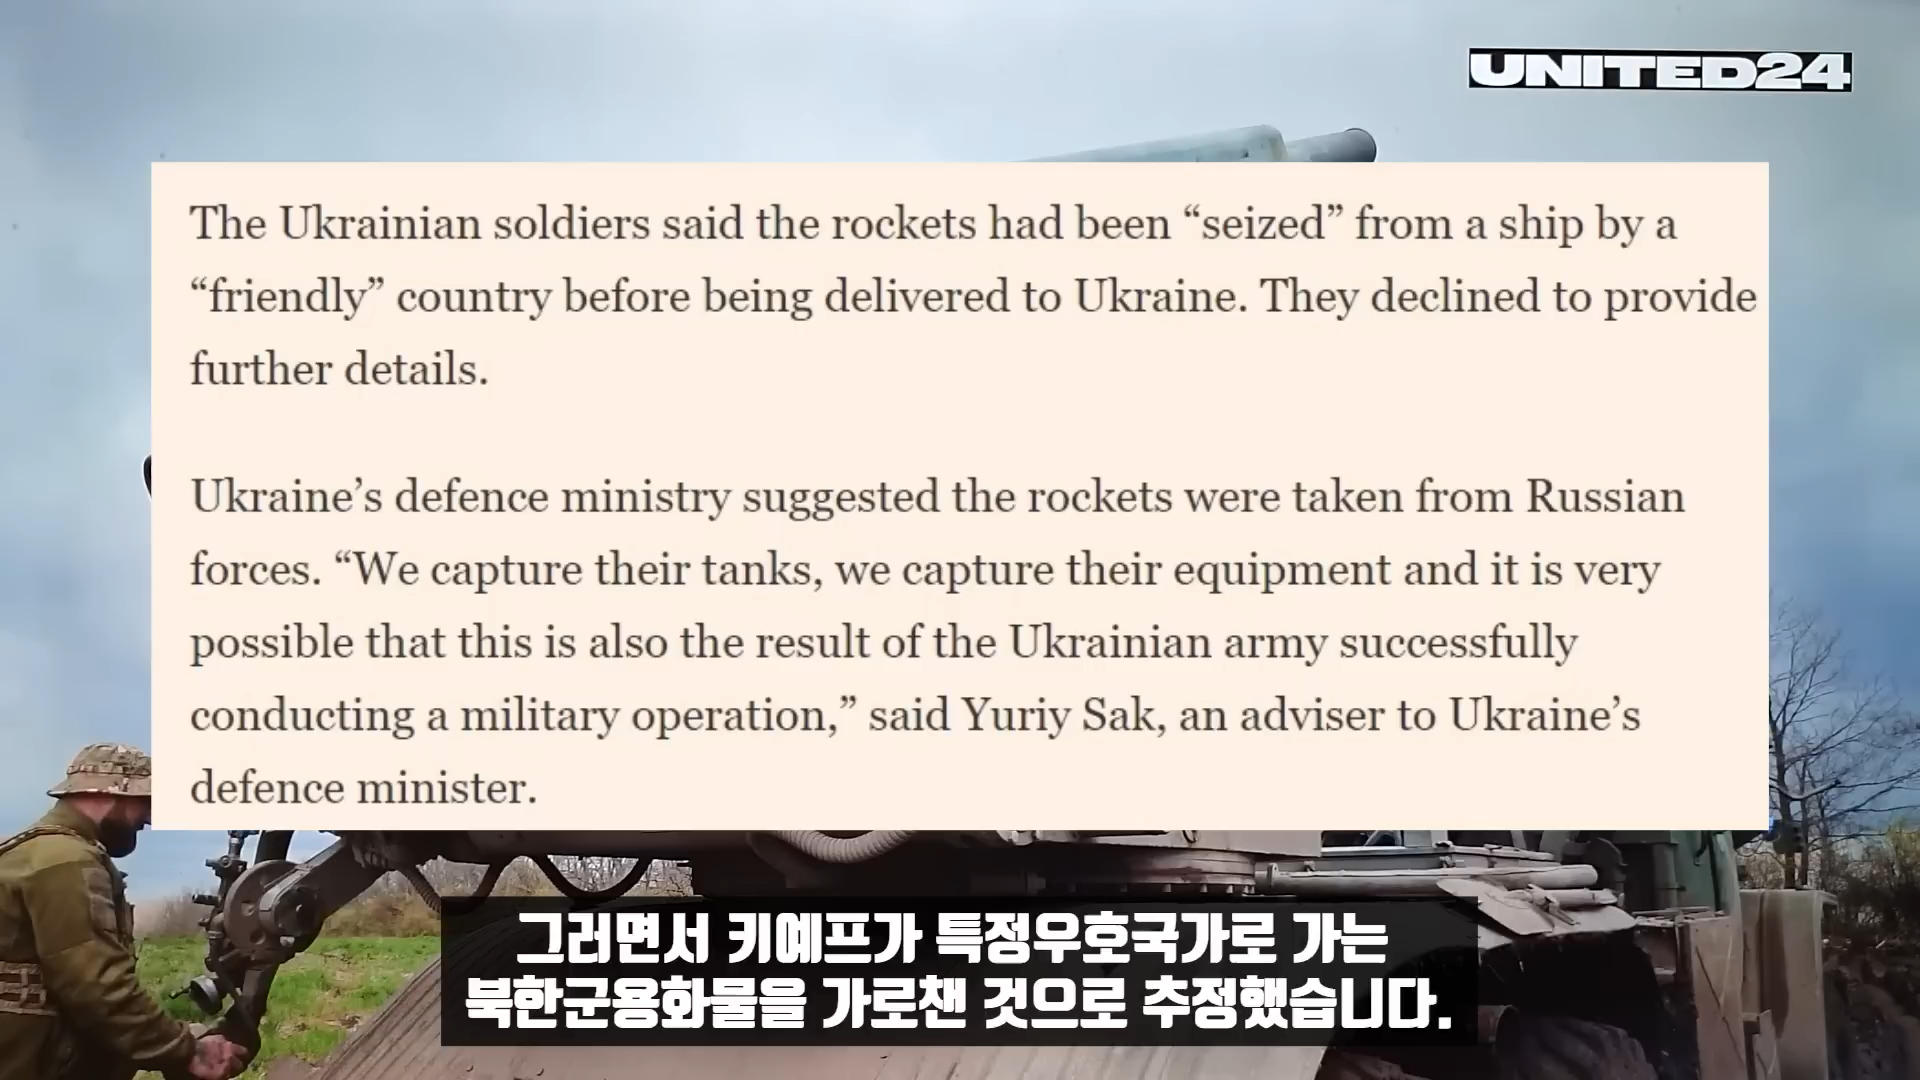 UNITED24
The Ukrainian soldiers said the rockets had been “seized” from a ship by a
“friendly” country before being delivered to Ukraine. They declined to provide
further details.
Ukraine’s defence ministry suggested the rockets were taken from Russian
forces. “We capture their tanks, we capture their equipment and it is very
possible that this is also the result of the Ukrainian army successfully
conducting a military operation,” said Yuriy Sak, an adviser to Ukraine’s
defence minister.
그러면서 키예프가 특정우호국가로 가는
북한군용화물을 가로챈 것으로 추정했습니다.